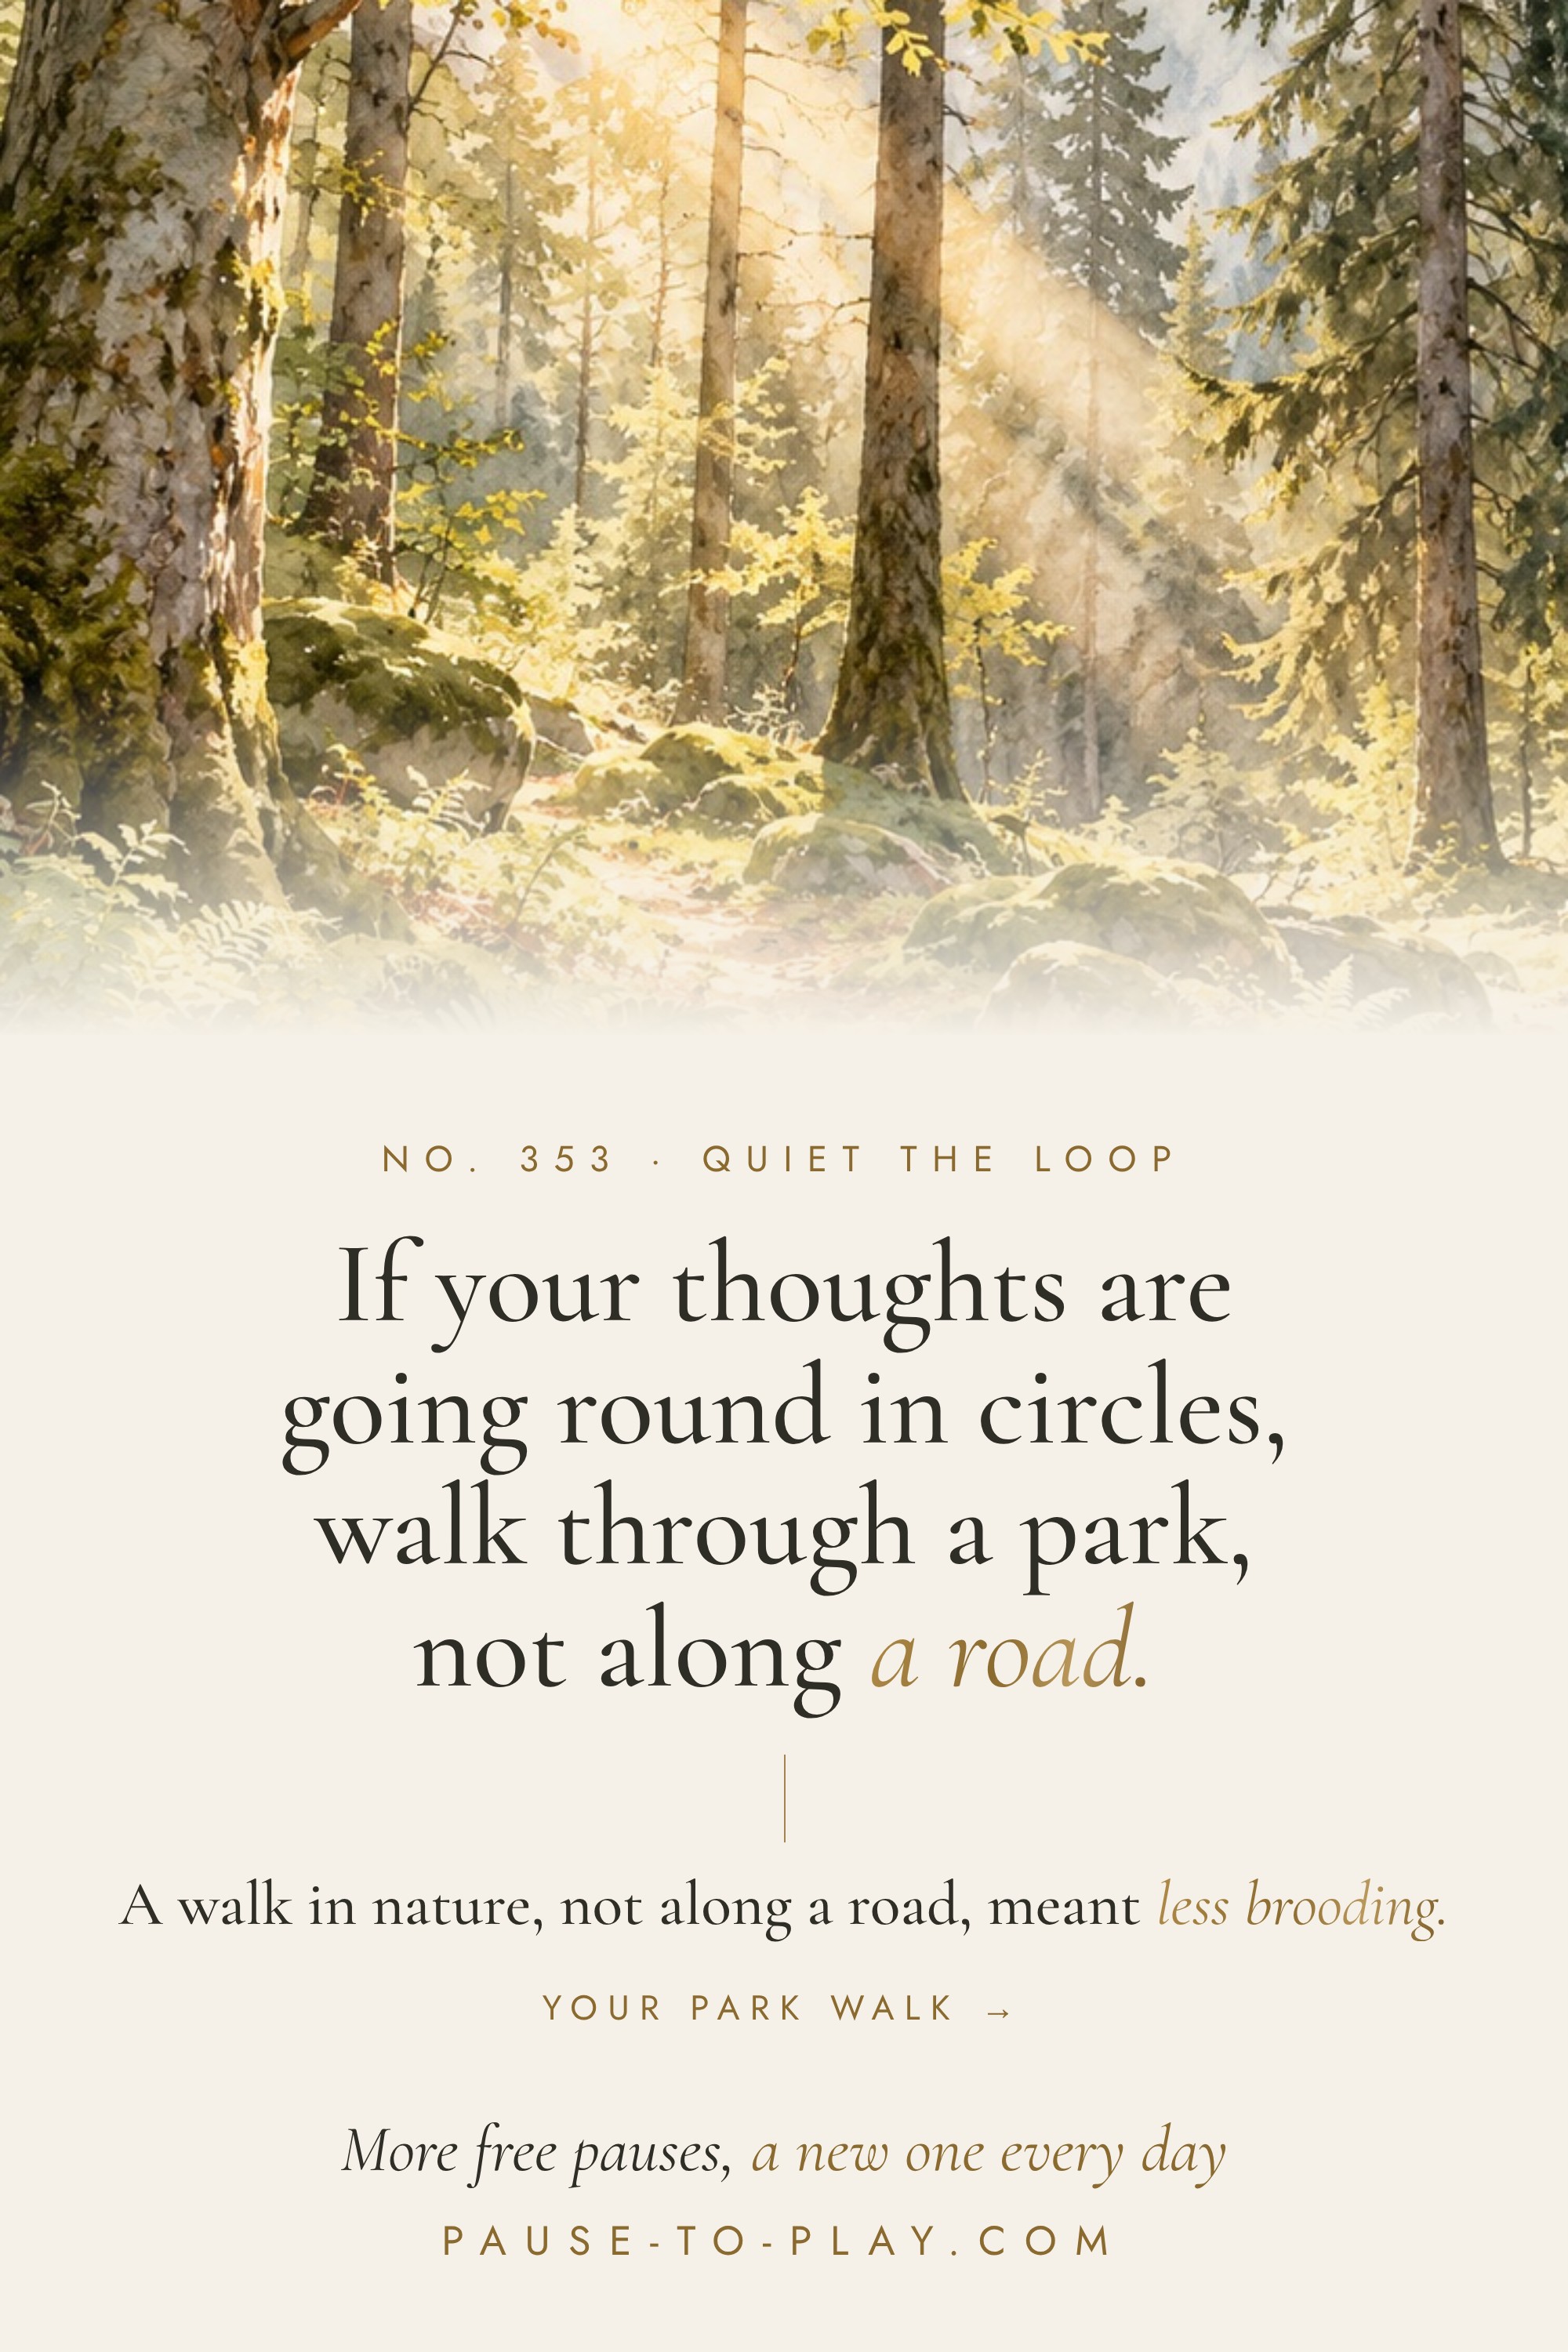 NO. 353 · QUIET THE LOOP
If your thoughts are
going round in circles,
walk through a park,
not along a road.
A walk in nature, not along a road, meant less brooding.
YOUR PARK WALK →
More free pauses, a new one every day
PAUSE-TO-PLAY.COM